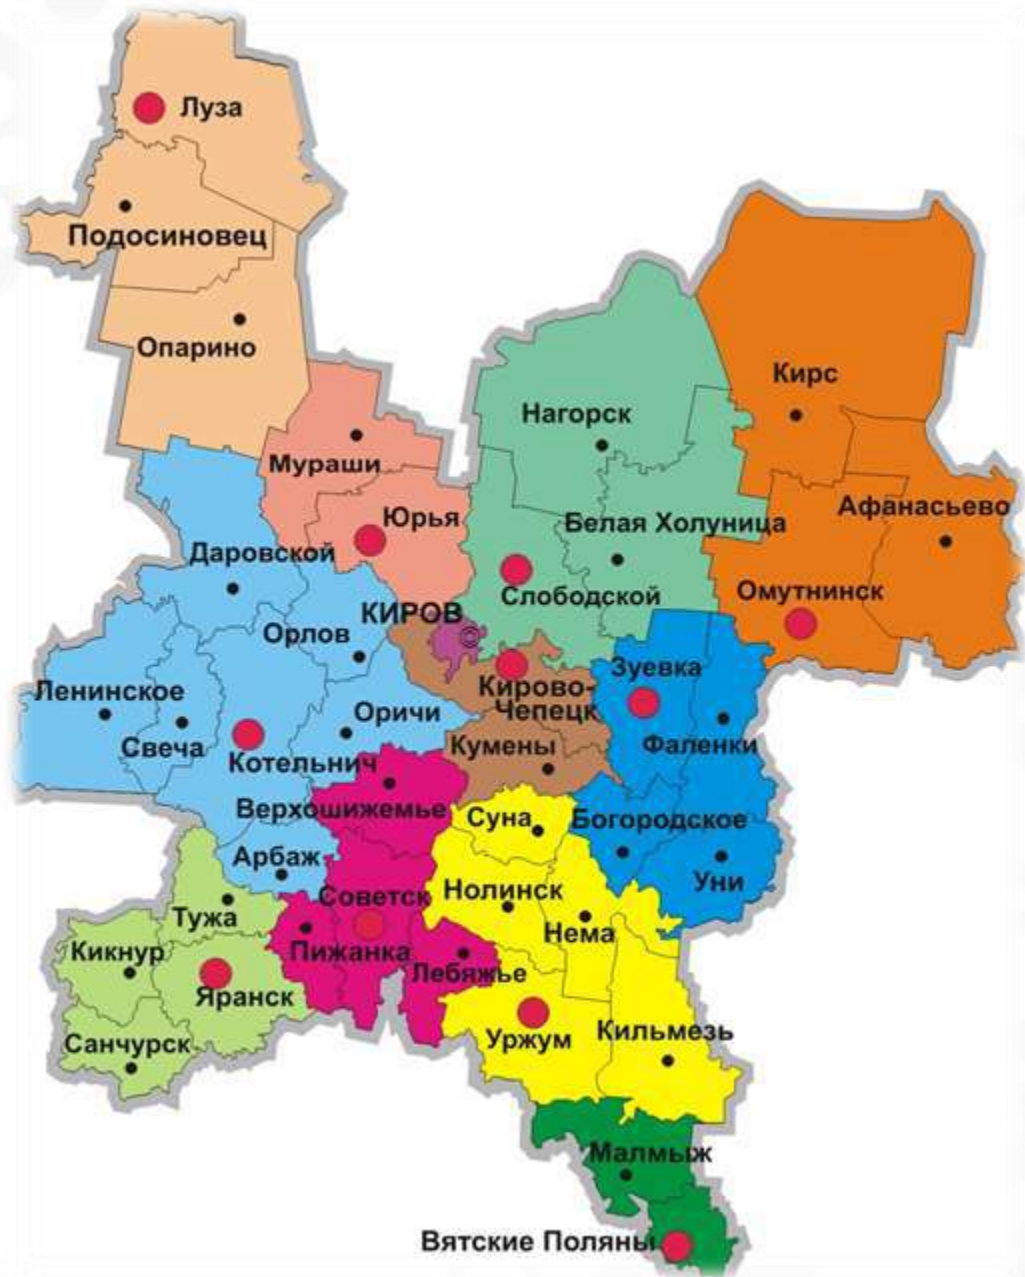 Луза
Подосиновец
Опарино
Кирс
Нагорск
Мураши
Афанасьево
Юрья
Белая Холуница
Даровской
Омутнинск
Слободской
КИРОВ
Орлов
Зуевка
Кирово-
Чепецк
Ленинское
Оричи
Свеча
Фаленки
Кумены
Котельнич
Верхошижемье
Суна
Богородское
Арбаж
Уни
Советск
Нолинск
Тужа
Нема
Кикнур
Пижанка
Лебяжье
Яранск
Санчурск
Уржум
Кильмезь
Малмыж
Вятские Поляны